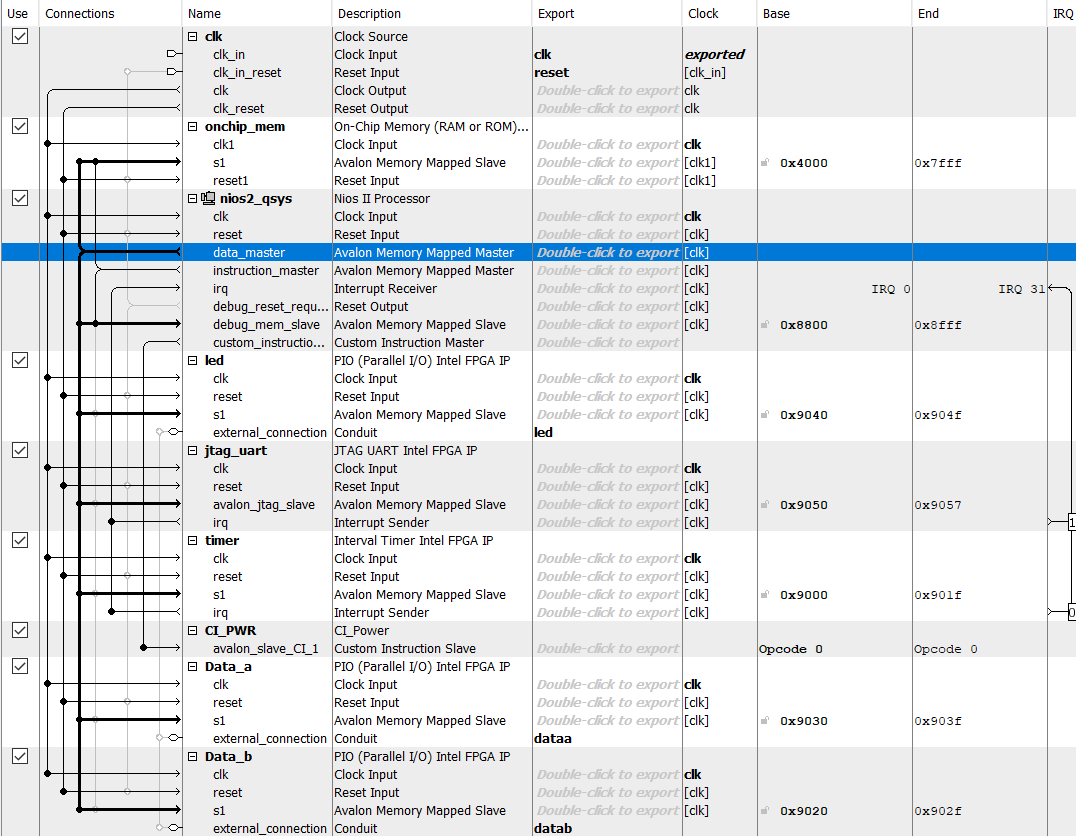 Use Connections Name Description Export Clock Base End IRQ
clk Clock Source
clk_in Clock Input clk exported
clk_in_reset Reset Input reset [clk_in]
clk Clock Output Double-click to export clk
clk_reset Reset Output Double-click to export clk
onchip_mem On-Chip Memory (RAM or ROM)...
clk1 Clock Input Double-click to export clk
s1 Avalon Memory Mapped Slave Double-click to export [clk1] 0x4000 0x7fff
reset1 Reset Input Double-click to export [clk1]
nios2_qsys Nios II Processor
clk Clock Input Double-click to export clk
reset Reset Input Double-click to export [clk]
data_master Avalon Memory Mapped Master Double-click to export [clk]
instruction_master Avalon Memory Mapped Master Double-click to export [clk]
irq Interrupt Receiver Double-click to export [clk] IRQ 0 IRQ 31
debug_reset_requ... Reset Output Double-click to export [clk]
debug_mem_slave Avalon Memory Mapped Slave Double-click to export [clk] 0x8800 0x8fff
custom_instructio... Custom Instruction Master Double-click to export
led PIO (Parallel I/O) Intel FPGA IP
clk Clock Input Double-click to export clk
reset Reset Input Double-click to export [clk]
s1 Avalon Memory Mapped Slave Double-click to export [clk] 0x9040 0x904f
external_connection Conduit led
jtag_uart JTAG UART Intel FPGA IP
clk Clock Input Double-click to export clk
reset Reset Input Double-click to export [clk]
avalon_jtag_slave Avalon Memory Mapped Slave Double-click to export [clk] 0x9050 0x9057
irq Interrupt Sender Double-click to export [clk] 1
timer Interval Timer Intel FPGA IP
clk Clock Input Double-click to export clk
reset Reset Input Double-click to export [clk]
s1 Avalon Memory Mapped Slave Double-click to export [clk] 0x9000 0x901f
irq Interrupt Sender Double-click to export [clk] 0
CI_PWR CI_Power
avalon_slave_CI_1 Custom Instruction Slave Double-click to export Opcode 0 Opcode 0
Data_a PIO (Parallel I/O) Intel FPGA IP
clk Clock Input Double-click to export clk
reset Reset Input Double-click to export [clk]
s1 Avalon Memory Mapped Slave Double-click to export [clk] 0x9030 0x903f
external_connection Conduit dataa
Data_b PIO (Parallel I/O) Intel FPGA IP
clk Clock Input Double-click to export clk
reset Reset Input Double-click to export [clk]
s1 Avalon Memory Mapped Slave Double-click to export [clk] 0x9020 0x902f
external_connection Conduit datab